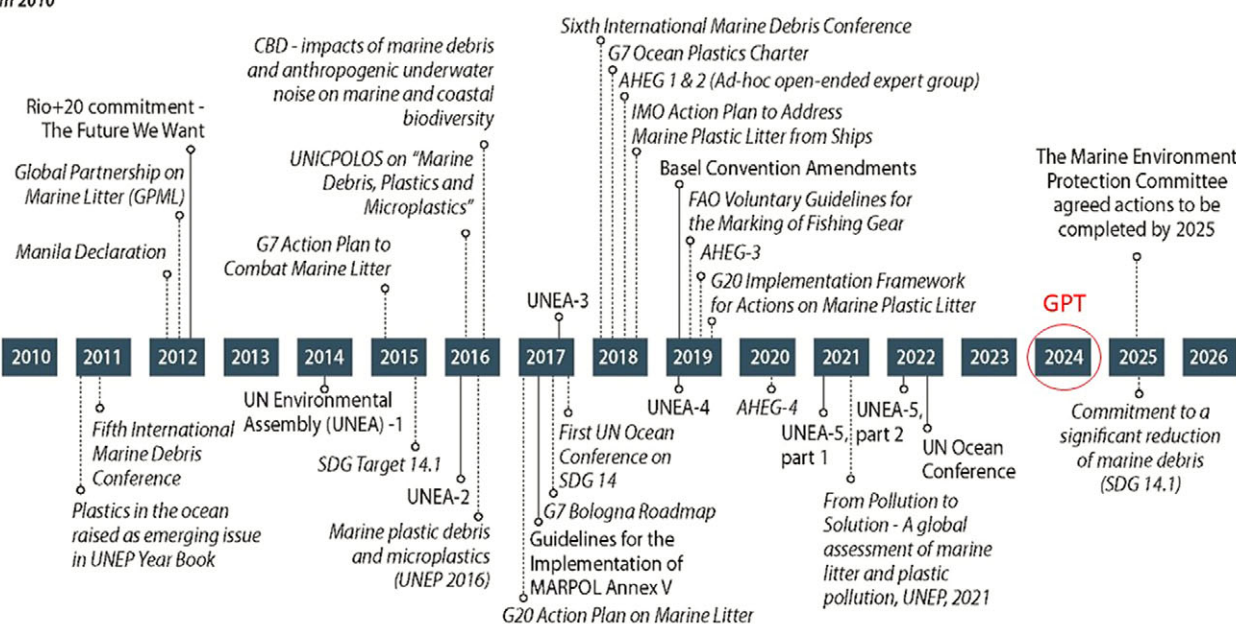 in 2010
Sixth International Marine Debris Conference
G7 Ocean Plastics Charter
AHEG 1 & 2 (Ad-hoc open-ended expert group)
IMO Action Plan to Address
Marine Plastic Litter from Ships
CBD - impacts of marine debris
and anthropogenic underwater
noise on marine and coastal
biodiversity
Rio+20 commitment -
The Future We Want
UNICPOLOS on “Marine
Debris, Plastics and
Microplastics”
Global Partnership on
Marine Litter (GPML)
Manila Declaration
G7 Action Plan to
Combat Marine Litter
Basel Convention Amendments
FAO Voluntary Guidelines for
the Marking of Fishing Gear
AHEG-3
G20 Implementation Framework
for Actions on Marine Plastic Litter
The Marine Environment
Protection Committee
agreed actions to be
completed by 2025
UNEA-3
GPT
2010 2011 2012 2013 2014 2015 2016 2017 2018 2019 2020 2021 2022 2023 2024 2025 2026
Fifth International
Marine Debris
Conference
Plastics in the ocean
raised as emerging issue
in UNEP Year Book
UN Environmental
Assembly (UNEA) -1
SDG Target 14.1
UNEA-2
Marine plastic debris
and microplastics
(UNEP 2016)
First UN Ocean
Conference on
SDG 14
G7 Bologna Roadmap
Guidelines for the
Implementation of
MARPOL Annex V
G20 Action Plan on Marine Litter
UNEA-4
AHEG-4
UNEA-5,
part 1
UNEA-5,
part 2
UN Ocean
Conference
From Pollution to
Solution - A global
assessment of marine
litter and plastic
pollution, UNEP, 2021
Commitment to a
significant reduction
of marine debris
(SDG 14.1)